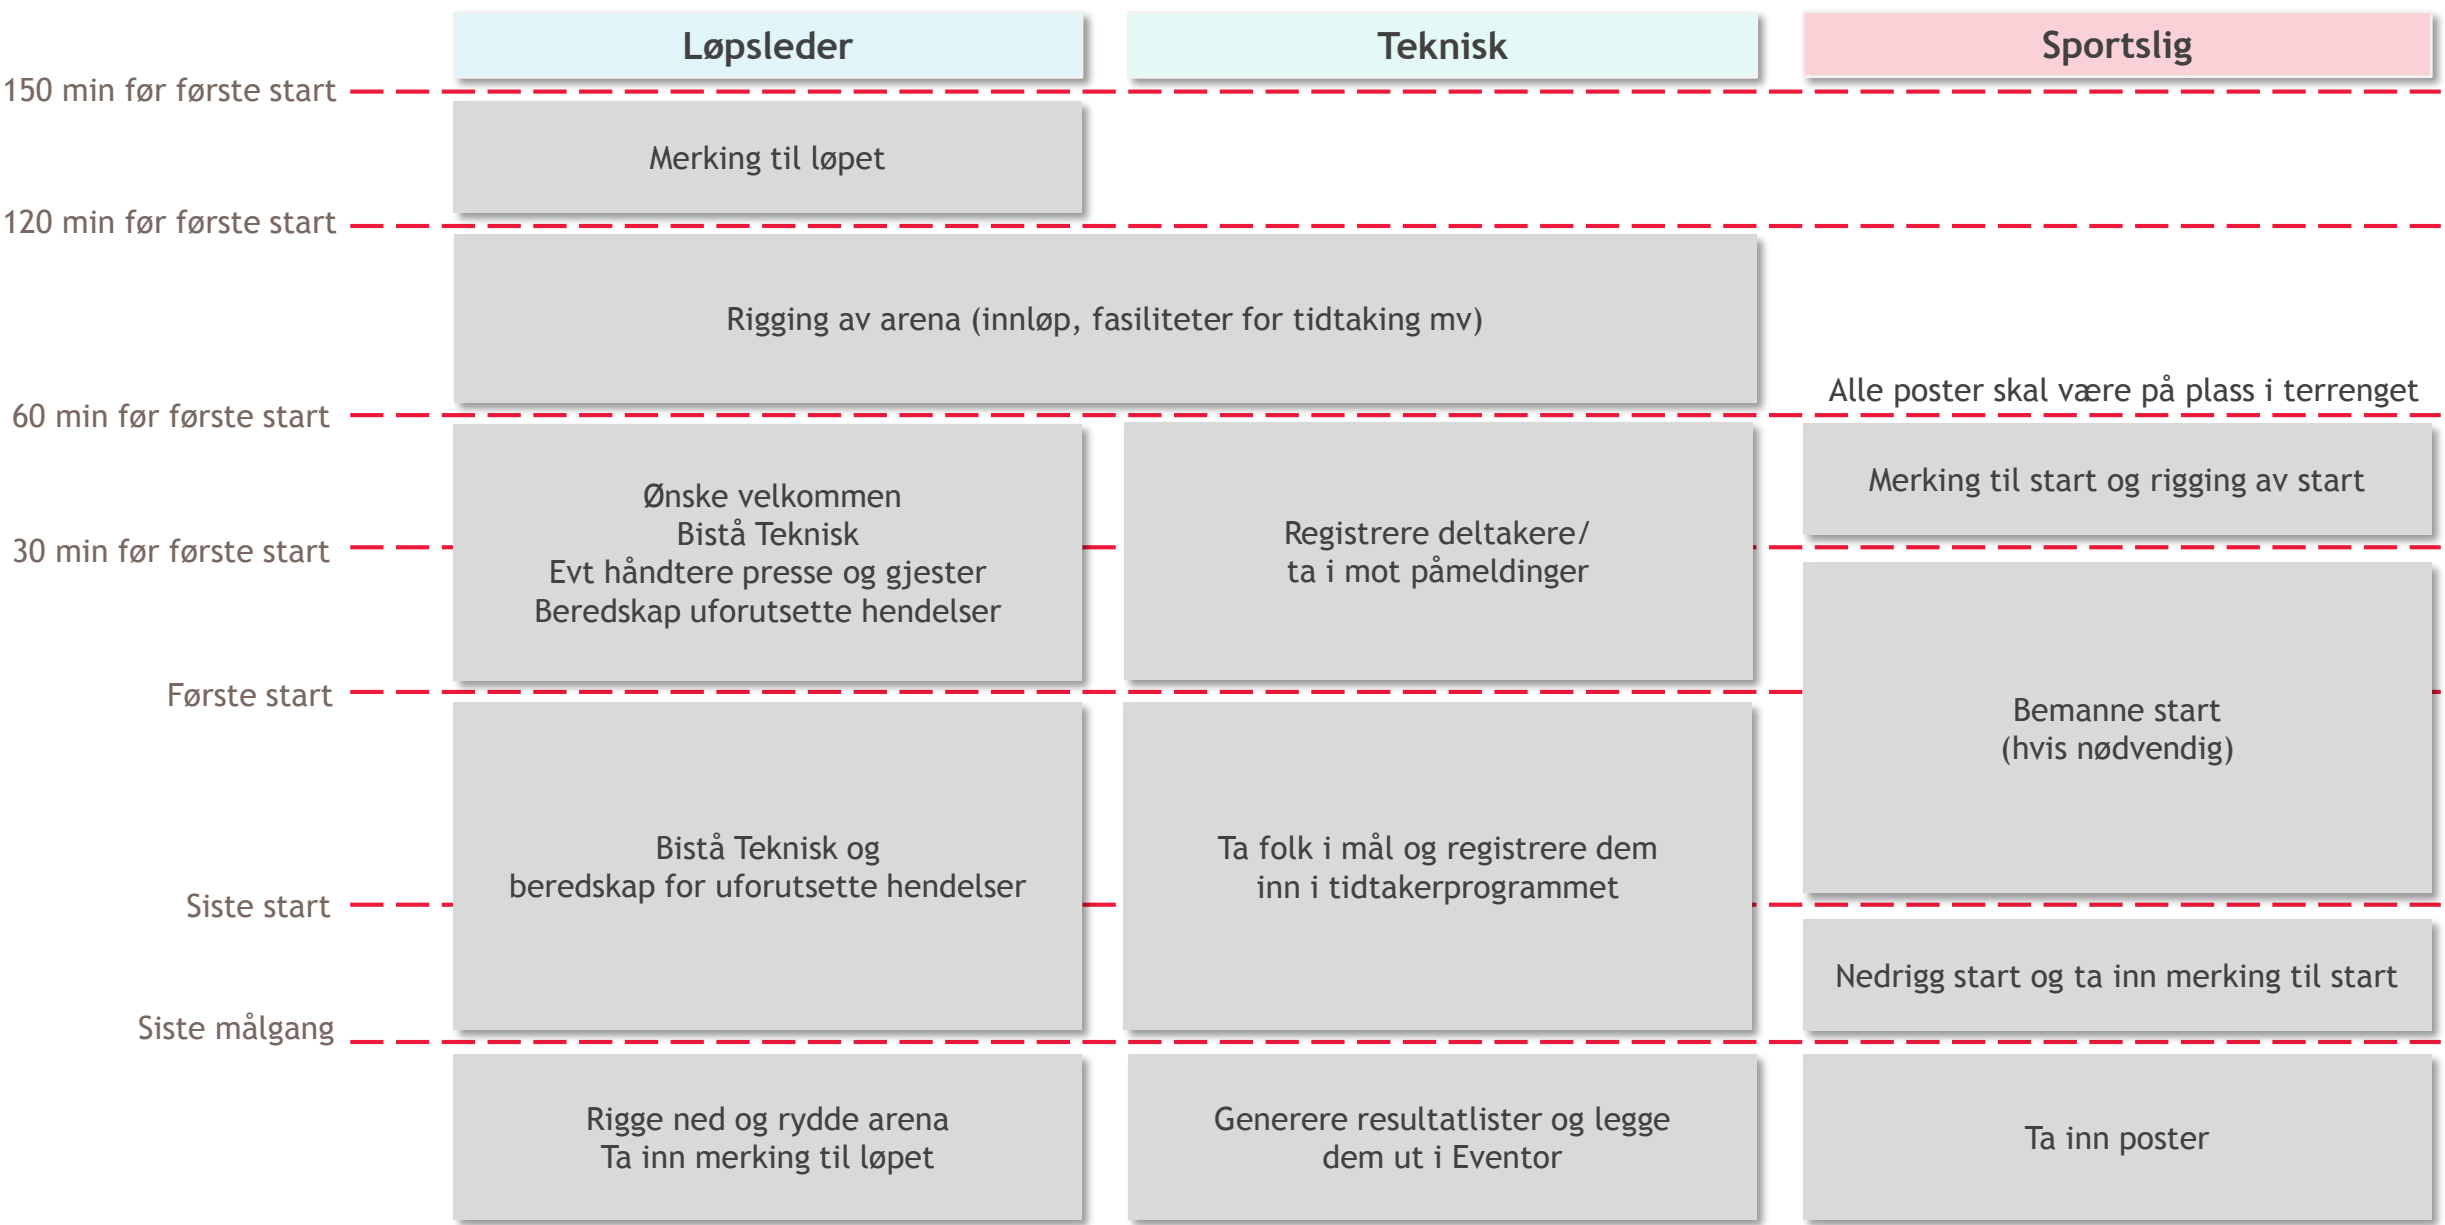 Løpsleder
Teknisk
Sportslig
150 min før første start
Merking til løpet
120 min før første start
Rigging av arena (innløp, fasiliteter for tidtaking mv)
Alle poster skal være på plass i terrenget
60 min før første start
Ønske velkommen
Bistå Teknisk
Evt håndtere presse og gjester
Beredskap uforutsette hendelser
Registrere deltakere/
ta i mot påmeldinger
Merking til start og rigging av start
30 min før første start
Første start
Bemanne start
(hvis nødvendig)
Bistå Teknisk og
beredskap for uforutsette hendelser
Ta folk i mål og registrere dem
inn i tidtakerprogrammet
Siste start
Nedrigg start og ta inn merking til start
Siste målgang
Rigge ned og rydde arena
Ta inn merking til løpet
Generere resultatlister og legge
dem ut i Eventor
Ta inn poster